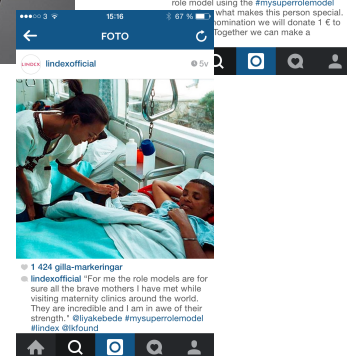 role model using the #mysuperrolemodel
what makes this person special.
nomination we will donate 1 € to
Together we can make a
3 15:16 67 %
FOTO
LINDEX lindexofficial 5v
1 424 gilla-markeringar
lindexofficial "For me the role models are for
sure all the brave mothers I have met while
visiting maternity clinics around the world.
They are incredible and I am in awe of their
strength." @liyakebede #mysuperrolemodel
#lindex @lkfound